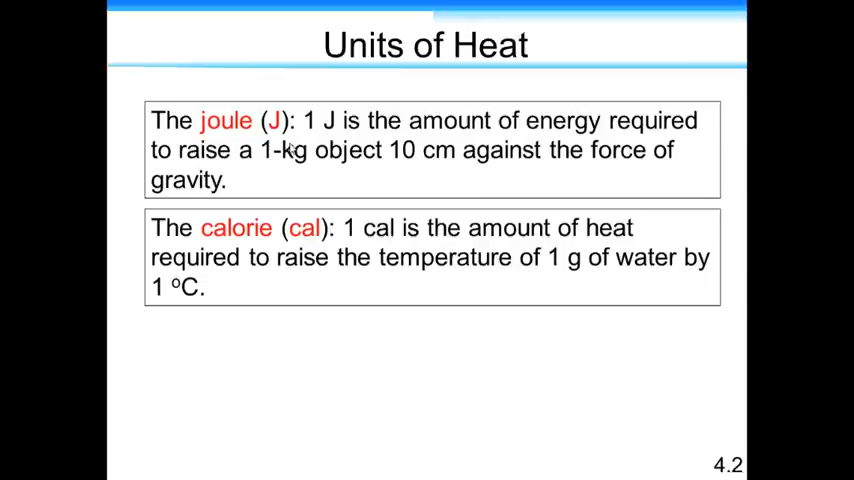 Units of Heat
The joule (J): 1 J is the amount of energy required
to raise a 1-kg object 10 cm against the force of
gravity.
The calorie (cal): 1 cal is the amount of heat
required to raise the temperature of 1 g of water by
1 ºC.
4.2